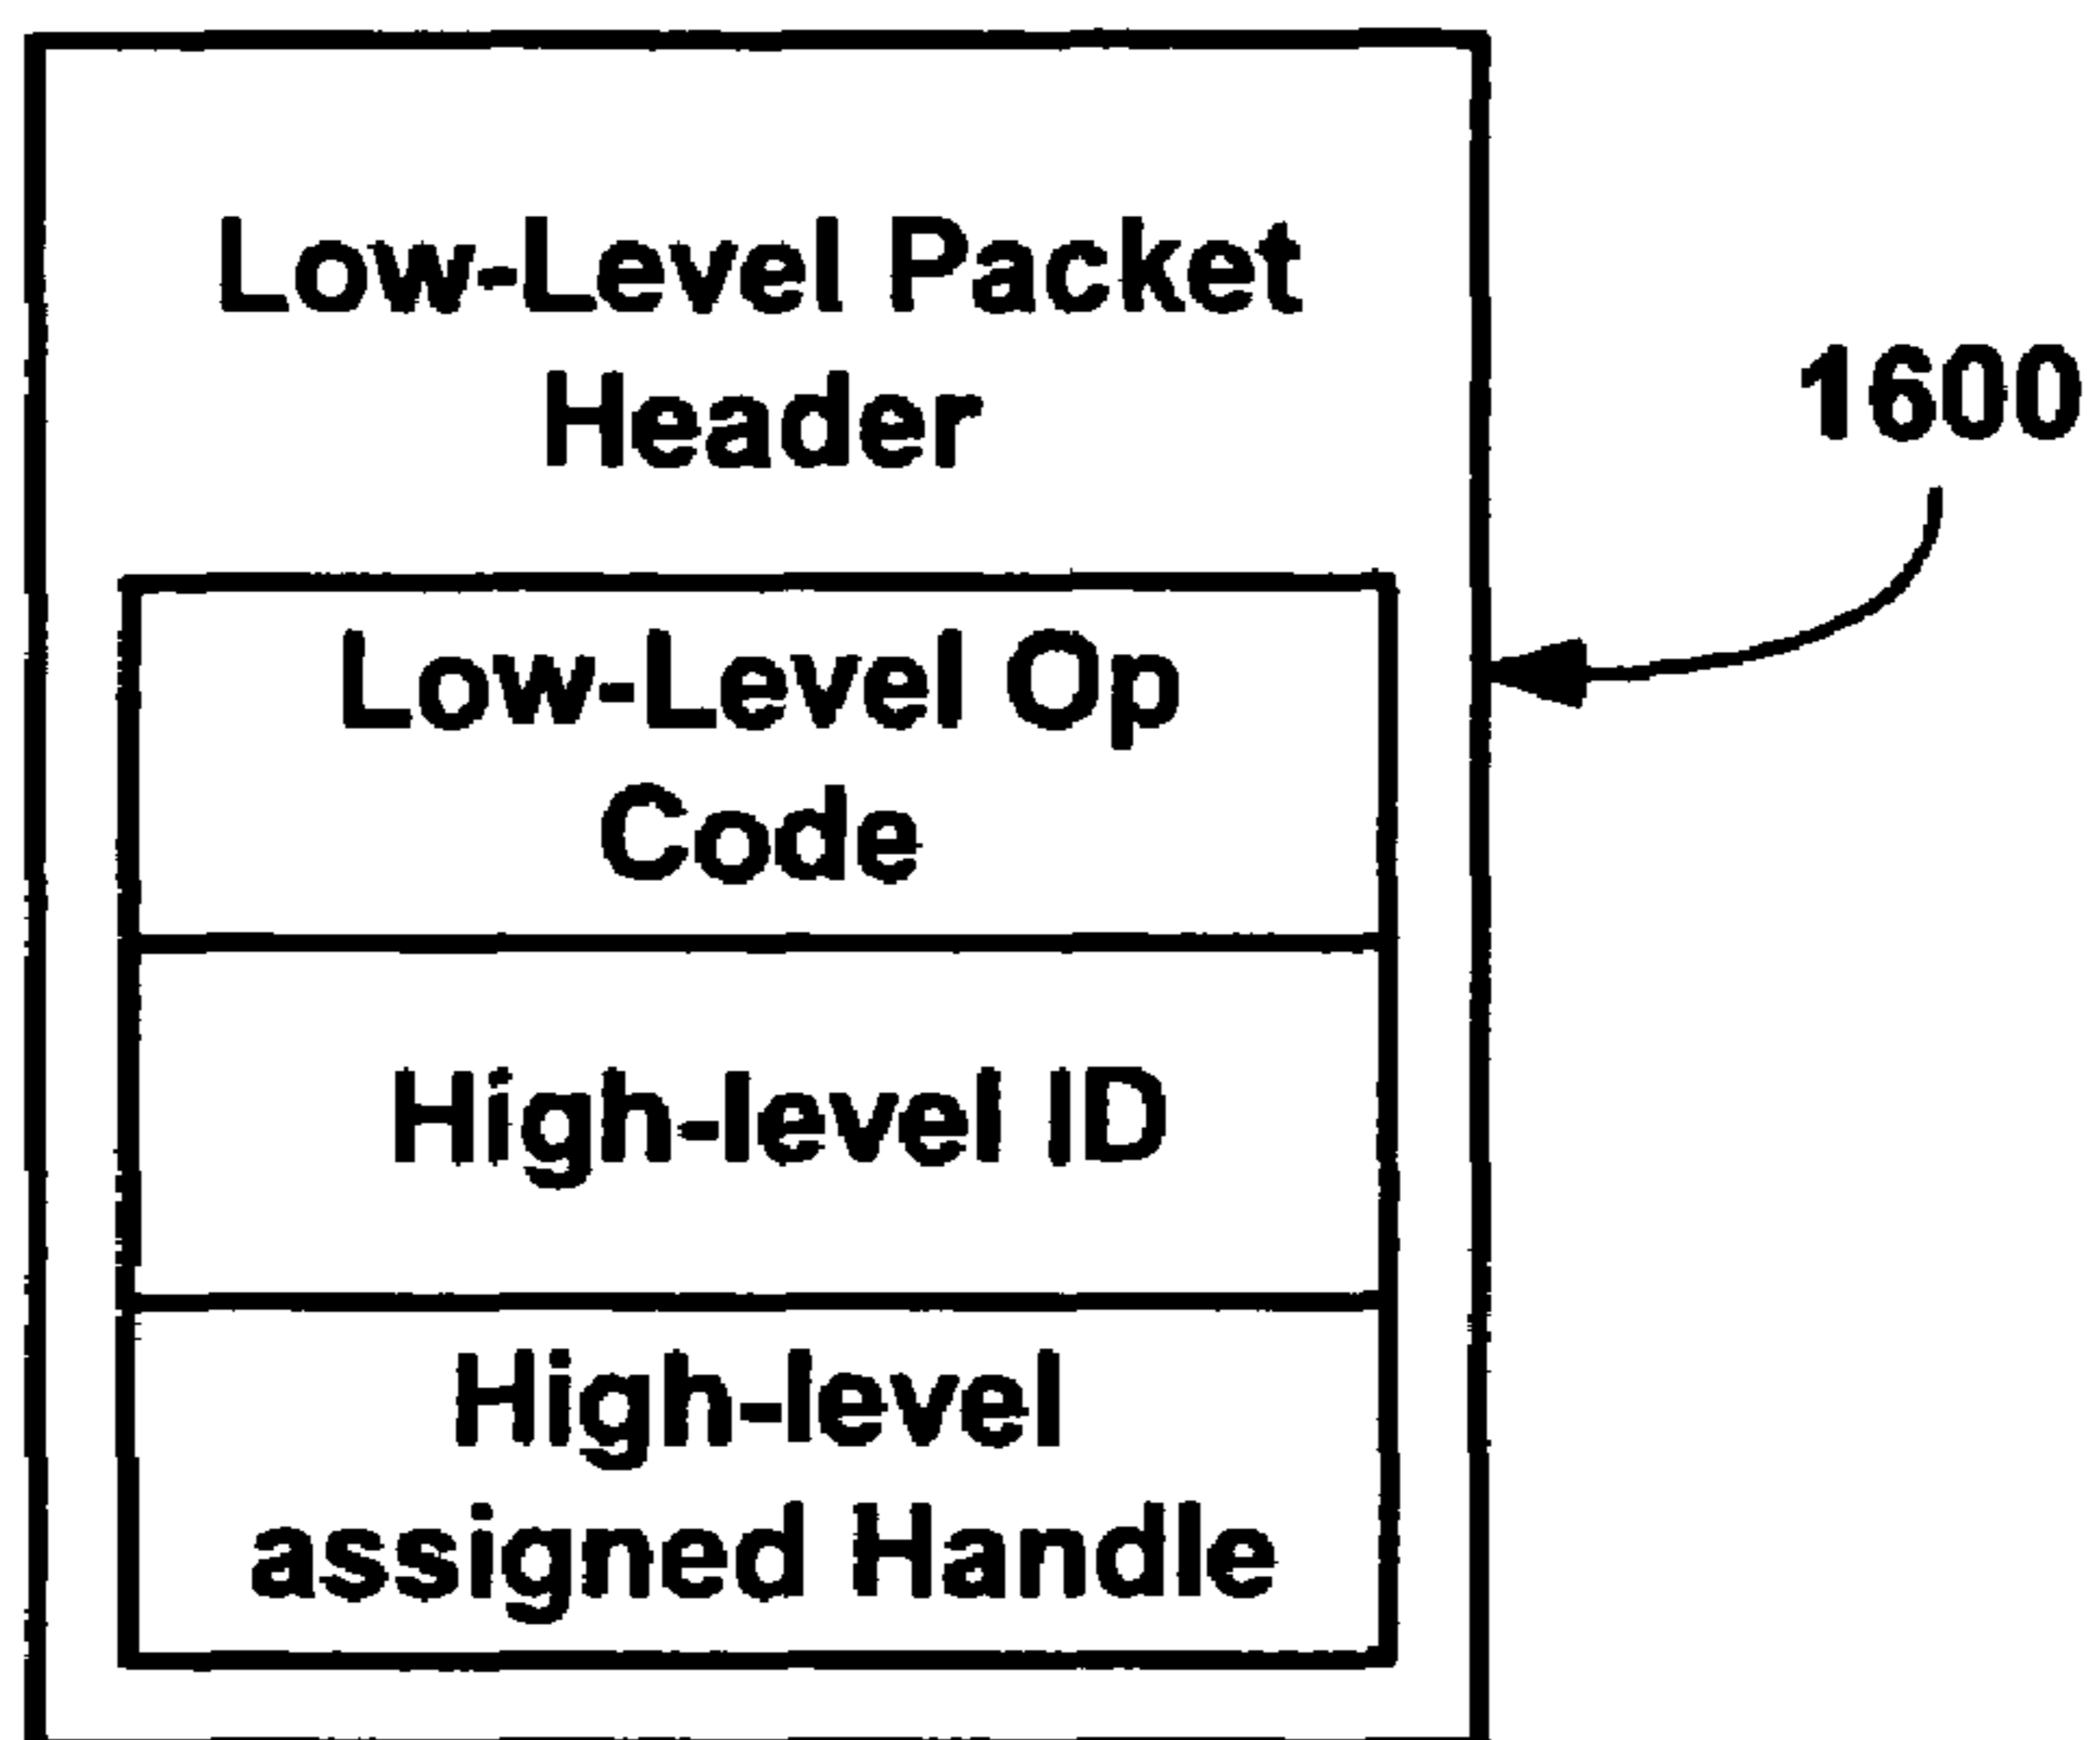 Low-Level Packet
Header
1600
Low-Level Op
Code
High-level ID
High-level
assigned Handle